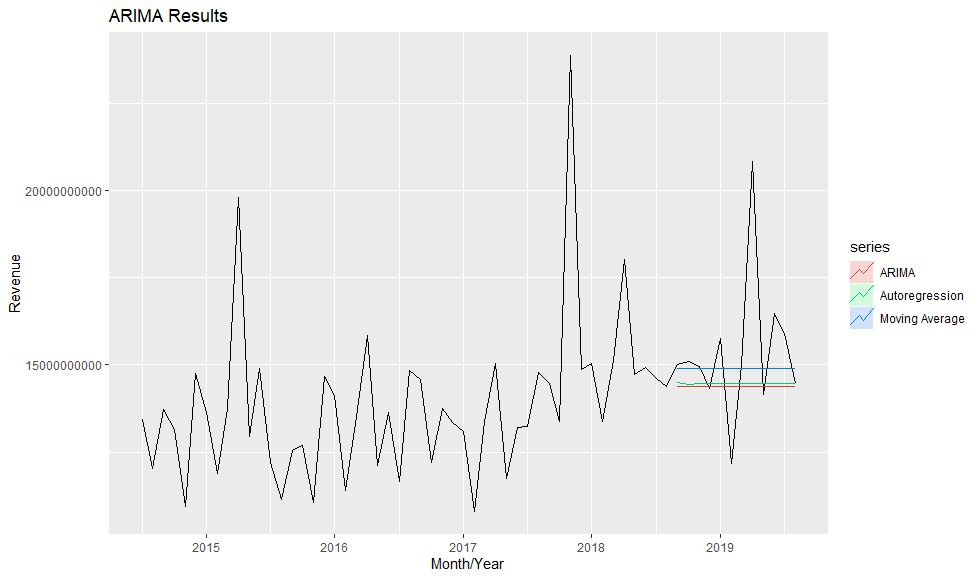 ARIMA Results
Revenue
20000000000
15000000000
2015
2016
2017
2018
2019
Month/Year
series
ARIMA
Autoregression
Moving Average